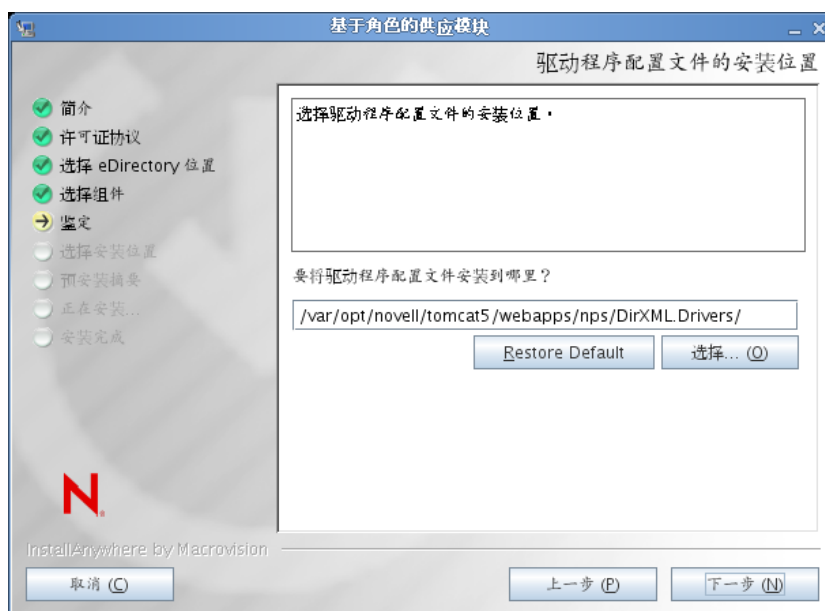 基于角色的供应模块
驱动程序配置文件的安装位置
简介
许可证协议
选择 eDirectory 位置
选择组件
鉴定
选择安装位置
预安装摘要
正在安装...
安装完成
选择驱动程序配置文件的安装位置。
要将驱动程序配置文件安装到哪里？
/var/opt/novell/tomcat5/webapps/nps/DirXML.Drivers/
Restore Default
选择... (O)
N
InstallAnywhere by Macrovision
取消 (C)
上一步 (P)
下一步 (N)